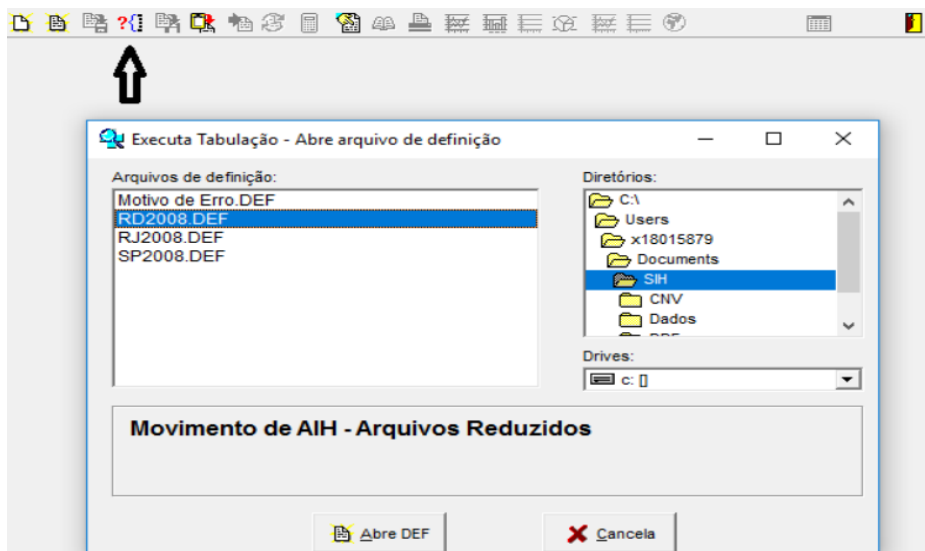 ?{}
Executa Tabulação - Abre arquivo de definição
Arquivos de definição:
Motivo de Erro.DEF
RD2008.DEF
RJ2008.DEF
SP2008.DEF
Diretórios:
C:\
Users
x18015879
Documents
SIH
CNV
Dados
Drives:
c: []
Movimento de AIH - Arquivos Reduzidos
Abre DEF
Cancela